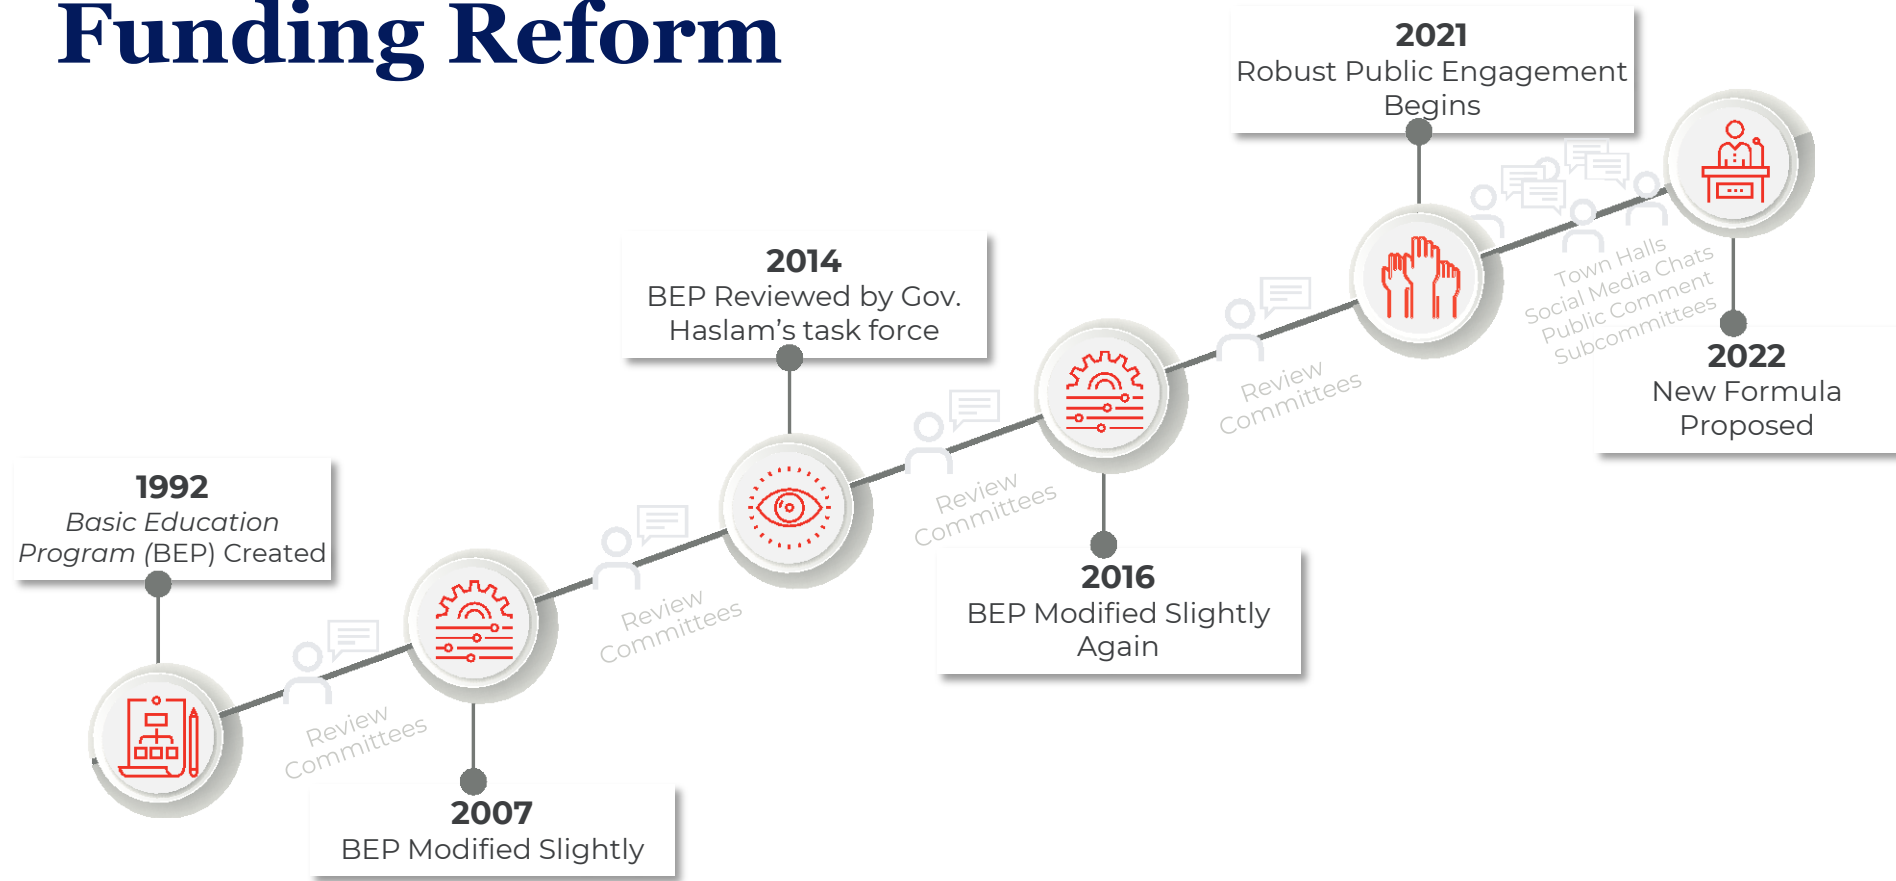 Funding Reform
1992
Basic Education
Program (BEP) Created
Review
Committees
2007
BEP Modified Slightly
Review
Committees
2014
BEP Reviewed by Gov.
Haslam’s task force
Review
Committees
2016
BEP Modified Slightly
Again
Review
Committees
2021
Robust Public Engagement
Begins
Town Halls
Social Media Chats
Public Comment
Subcommittees
2022
New Formula
Proposed